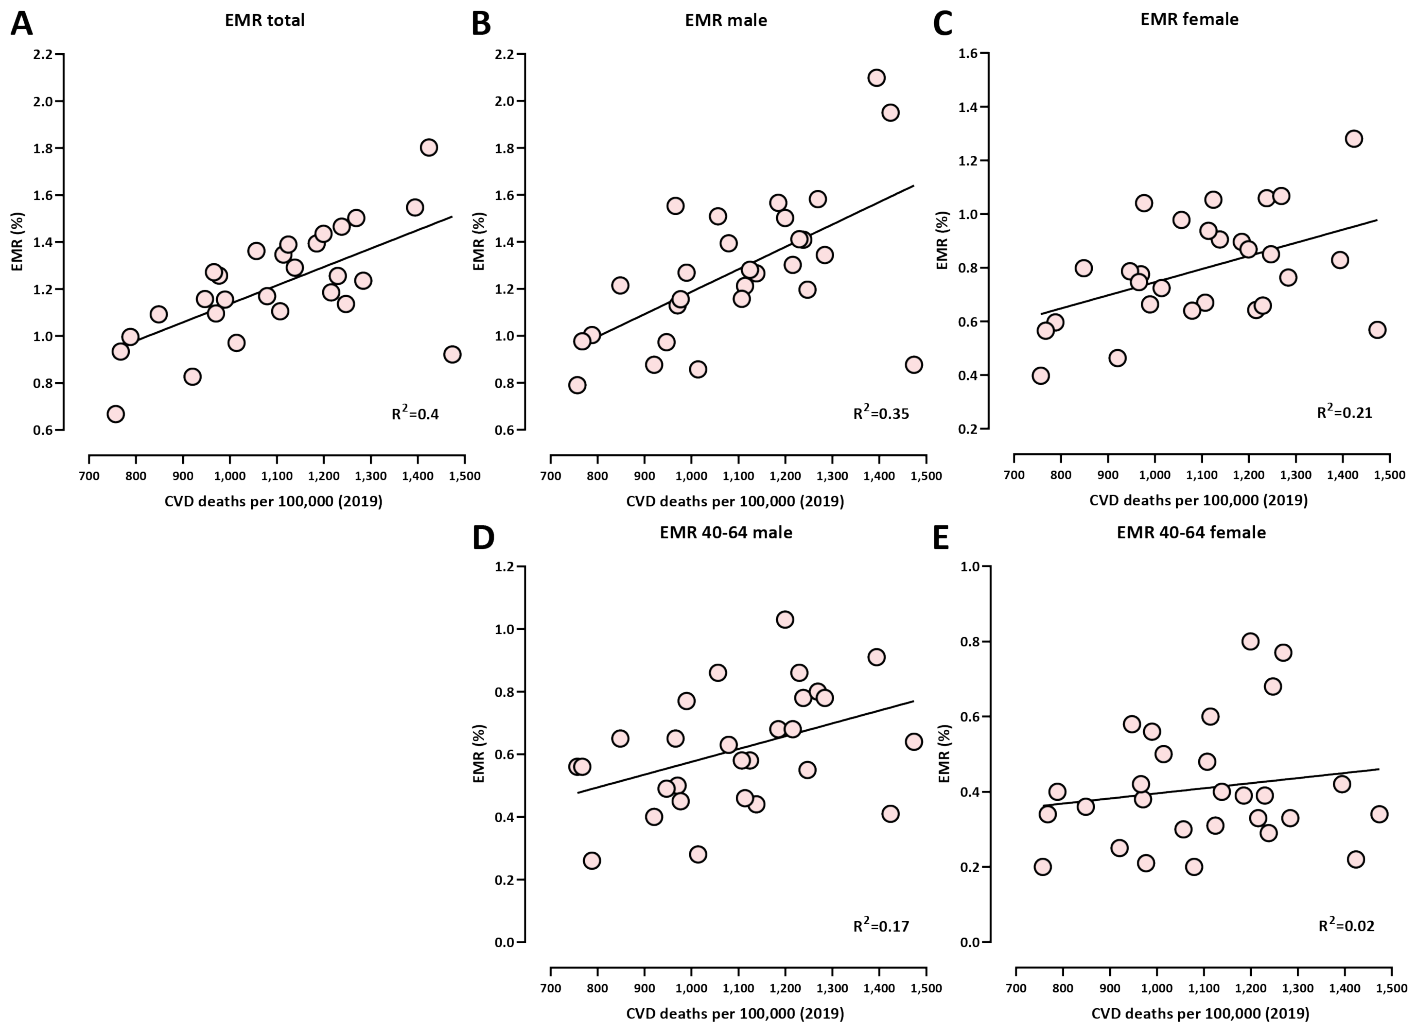 A
EMR total
EMR (%)
2.2
2.0
1.8
1.6
1.4
1.2
1.0
0.8
0.6
R²=0.4
700 800 900 1,000 1,100 1,200 1,300 1,400 1,500
CVD deaths per 100,000 (2019)
B
EMR male
EMR (%)
2.2
2.0
1.8
1.6
1.4
1.2
1.0
0.8
0.6
R²=0.35
700 800 900 1,000 1,100 1,200 1,300 1,400 1,500
CVD deaths per 100,000 (2019)
C
EMR female
EMR (%)
1.6
1.4
1.2
1.0
0.8
0.6
0.4
0.2
R²=0.21
700 800 900 1,000 1,100 1,200 1,300 1,400 1,500
CVD deaths per 100,000 (2019)
D
EMR 40-64 male
EMR (%)
1.2
1.0
0.8
0.6
0.4
0.2
0.0
R²=0.17
700 800 900 1,000 1,100 1,200 1,300 1,400 1,500
CVD deaths per 100,000 (2019)
E
EMR 40-64 female
EMR (%)
1.0
0.8
0.6
0.4
0.2
0.0
R²=0.02
700 800 900 1,000 1,100 1,200 1,300 1,400 1,500
CVD deaths per 100,000 (2019)